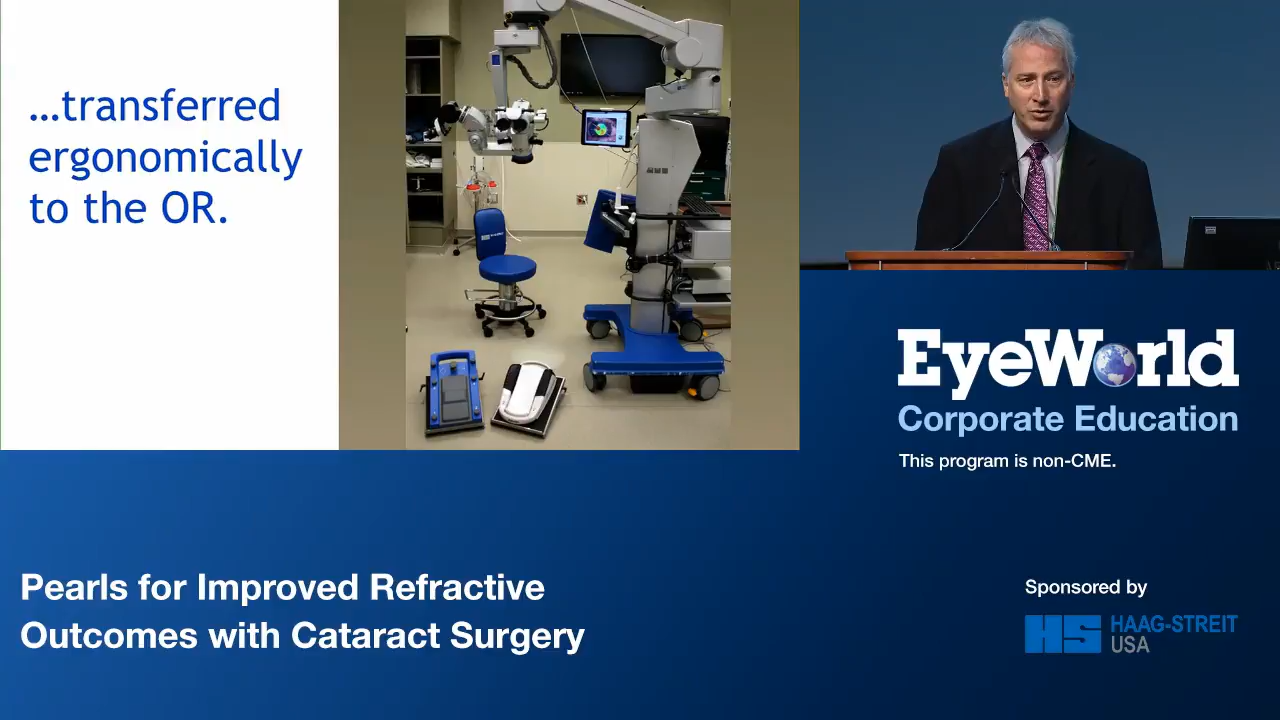 ...transferred
ergonomically
to the OR.
EyeWorld
Corporate Education
This program is non-CME.
Pearls for Improved Refractive
Outcomes with Cataract Surgery
Sponsored by
HS HAAG-STREIT
USA